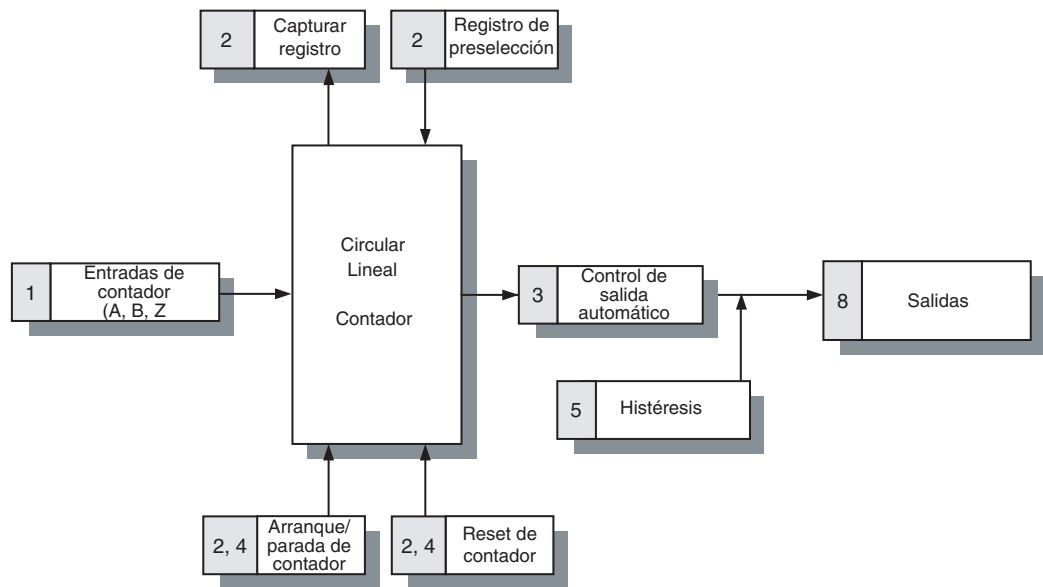 2
Capturar
registro
2
Registro de
preselección
Circular
Lineal
Contador
1
Entradas de
contador
(A, B, Z
3
Control de
salida
automático
8
Salidas
5
Histéresis
2, 4
Arranque/
parada de
contador
2, 4
Reset de
contador